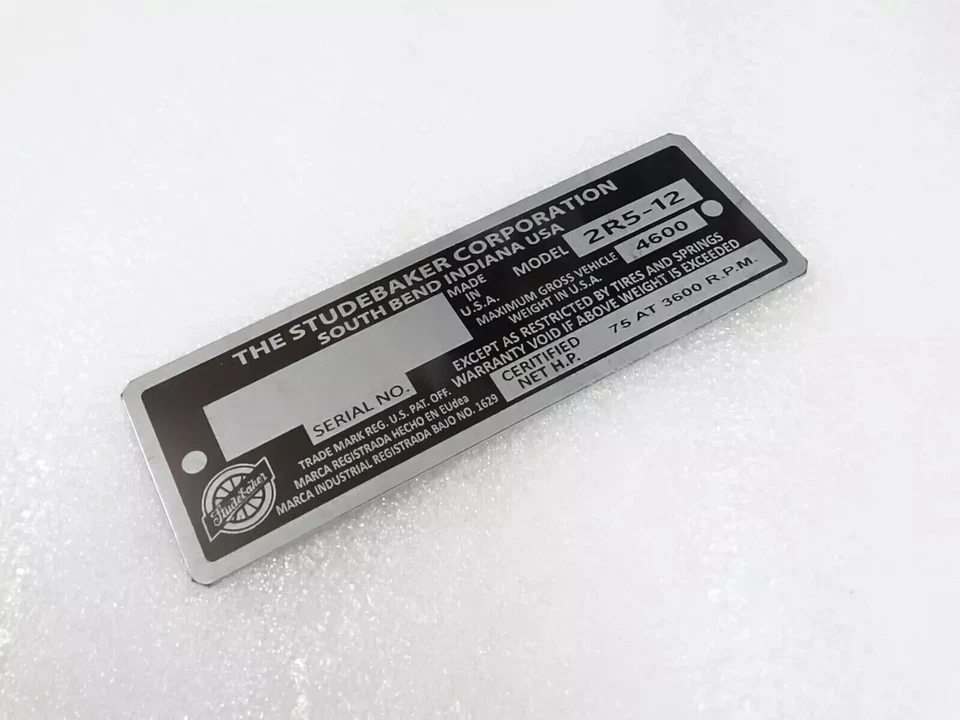 THE STUDEBAKER CORPORATION
SOUTH BEND INDIANA USA
MADE
IN
U.S.A.
MODEL 2R5-12
MAXIMUM GROSS VEHICLE
WEIGHT IN U.S.A. 4600
EXCEPT AS RESTRICTED BY TIRES AND SPRINGS
WARRANTY VOID IF ABOVE WEIGHT IS EXCEEDED
CERITIFIED
NET H.P. 75 AT 3600 R.P.M.
SERIAL NO.
TRADE MARK REG. U.S. PAT. OFF.
MARCA REGISTRADA HECHO EN EUdea
MARCA INDUSTRIAL REGISTRADA BAJO NO. 1629
Studebaker